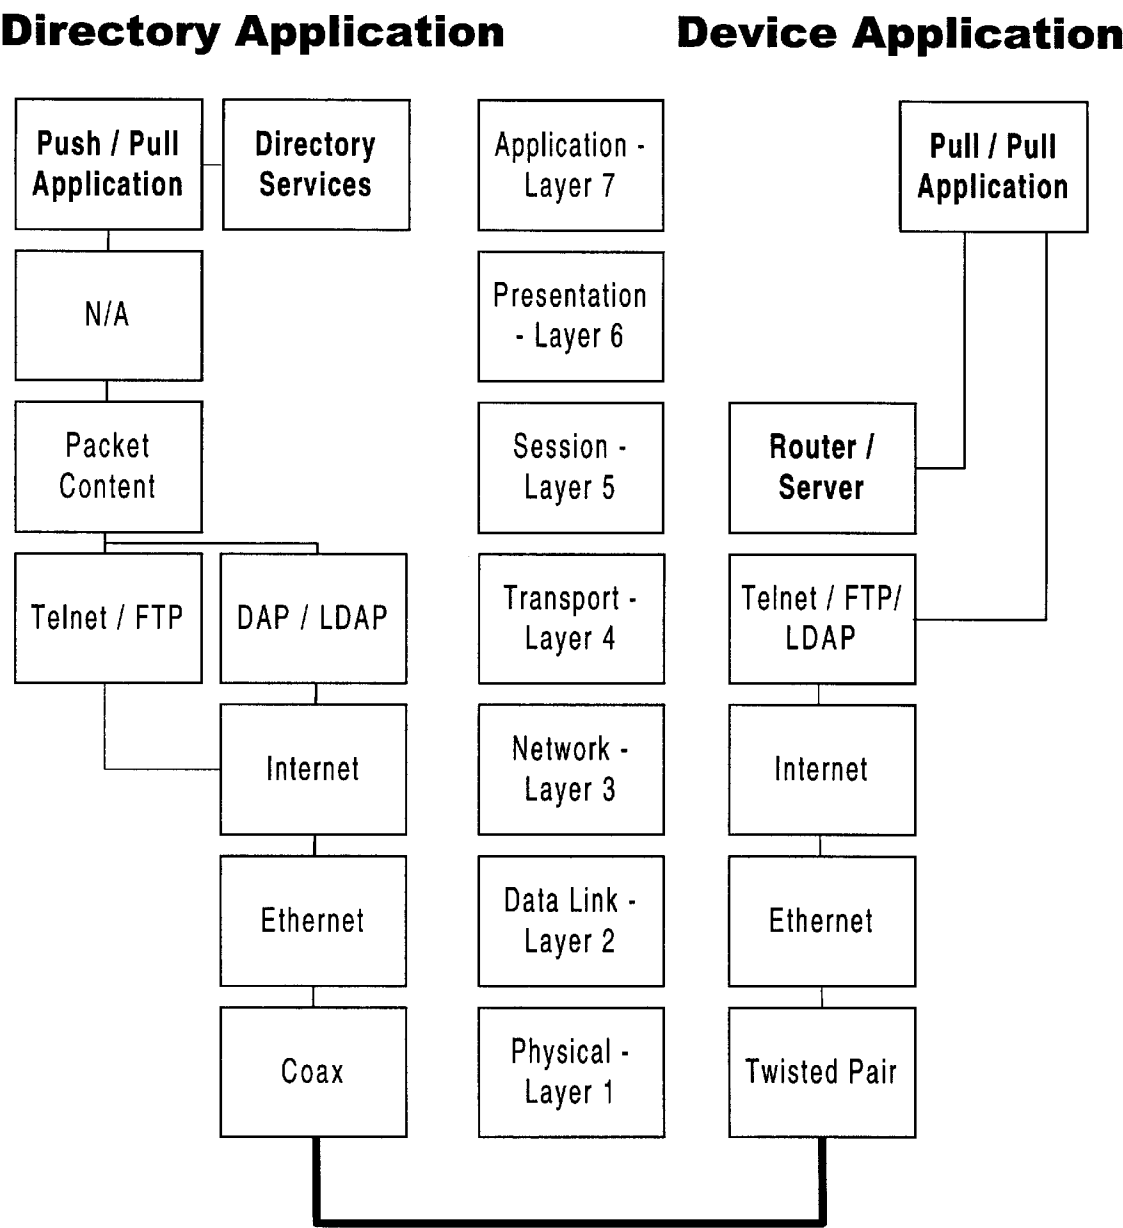 Directory Application
Device Application
Push / Pull
Application
Directory
Services
Application -
Layer 7
Pull / Pull
Application
N/A
Presentation
- Layer 6
Packet
Content
Session -
Layer 5
Router /
Server
Telnet / FTP
DAP / LDAP
Transport -
Layer 4
Telnet / FTP/
LDAP
Internet
Network -
Layer 3
Internet
Ethernet
Data Link -
Layer 2
Ethernet
Coax
Physical -
Layer 1
Twisted Pair